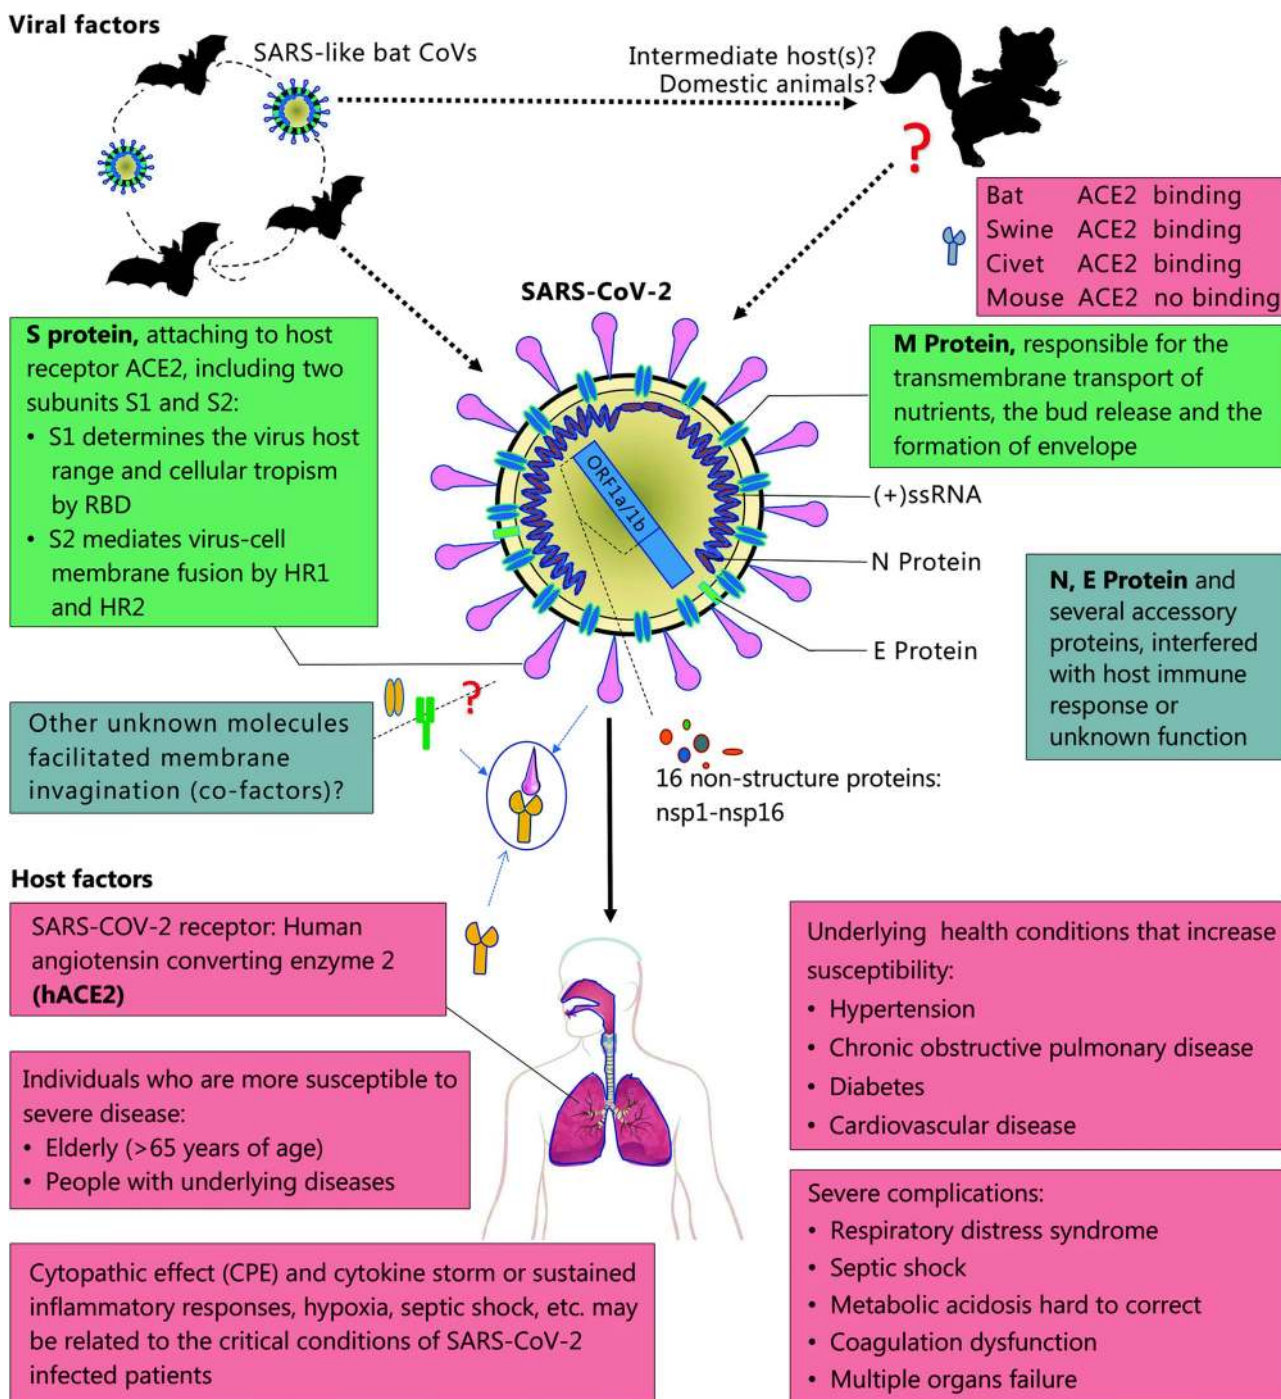 Viral factors
SARS-like bat CoVs
Intermediate host(s)?
Domestic animals?
?
Bat ACE2 binding
Swine ACE2 binding
Civet ACE2 binding
Mouse ACE2 no binding
SARS-CoV-2
S protein, attaching to host
receptor ACE2, including two
subunits S1 and S2:
• S1 determines the virus host
range and cellular tropism
by RBD
• S2 mediates virus-cell
membrane fusion by HR1
and HR2
M Protein, responsible for the
transmembrane transport of
nutrients, the bud release and the
formation of envelope
ORF1a/1b
(+)ssRNA
N Protein
E Protein
N, E Protein and
several accessory
proteins, interfered
with host immune
response or
unknown function
?
Other unknown molecules
facilitated membrane
invagination (co-factors)?
16 non-structure proteins:
nsp1-nsp16
Host factors
SARS-COV-2 receptor: Human
angiotensin converting enzyme 2
(hACE2)
Individuals who are more susceptible to
severe disease:
• Elderly (>65 years of age)
• People with underlying diseases
Cytopathic effect (CPE) and cytokine storm or sustained
inflammatory responses, hypoxia, septic shock, etc. may
be related to the critical conditions of SARS-CoV-2
infected patients
Underlying health conditions that increase
susceptibility:
• Hypertension
• Chronic obstructive pulmonary disease
• Diabetes
• Cardiovascular disease
Severe complications:
• Respiratory distress syndrome
• Septic shock
• Metabolic acidosis hard to correct
• Coagulation dysfunction
• Multiple organs failure